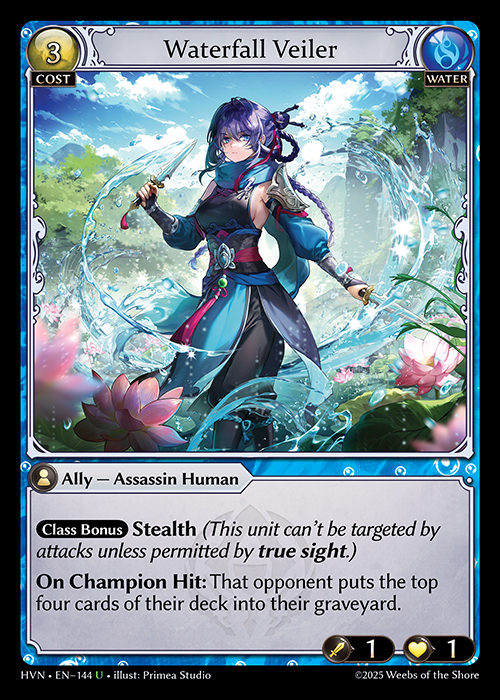 3
Waterfall Veiler
COST
WATER
Ally — Assassin Human
Class Bonus Stealth (This unit can't be targeted by
attacks unless permitted by true sight.)
On Champion Hit: That opponent puts the top
four cards of their deck into their graveyard.
1
1
HVN • EN-144 U • illust: Primea Studio
©2025 Weebs of the Shore